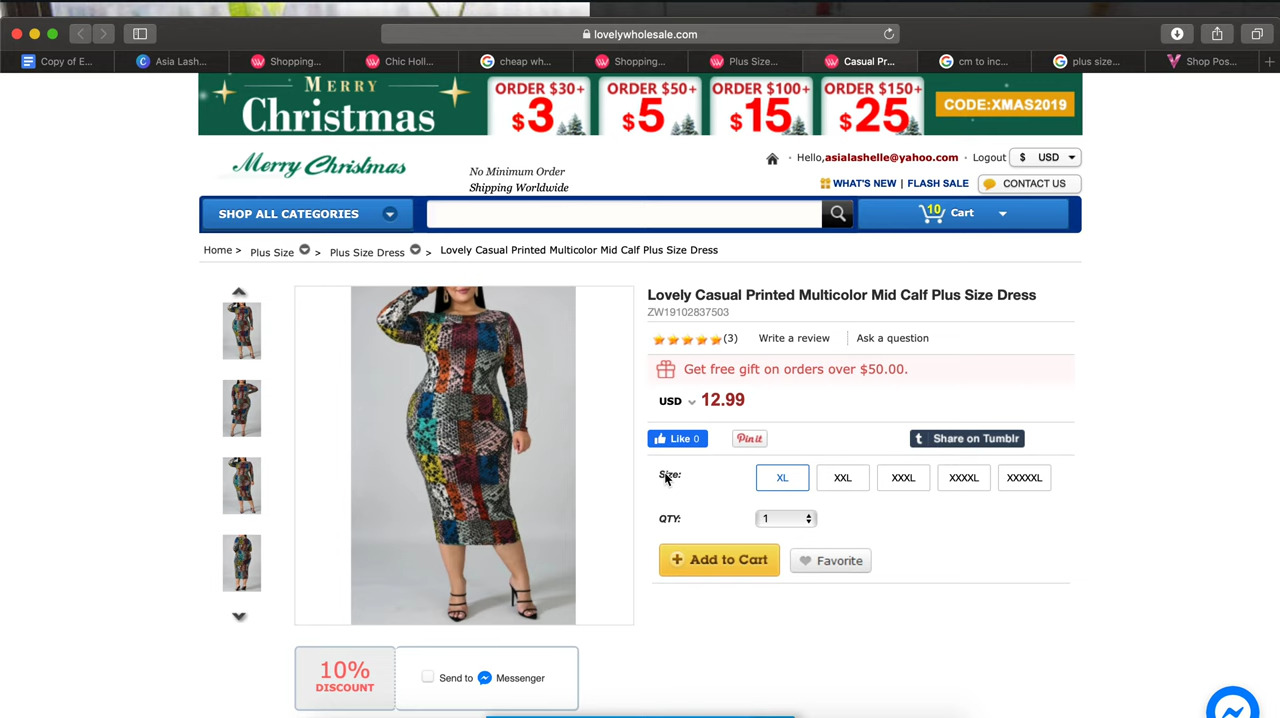 lovelywholesale.com
Copy of E...
Asia Lash...
Shopping...
Chic Holl...
cheap wh...
Shopping...
Plus Size...
Casual Pr...
cm to inc...
plus size...
Shop Pos...
MERRY
Christmas
ORDER $30+
$3
ORDER $50+
$5
ORDER $100+
$15
ORDER $150+
$25
CODE:XMAS2019
Merry Christmas
No Minimum Order
Shipping Worldwide
Hello,asialashelle@yahoo.com · Logout
$ USD
WHAT'S NEW | FLASH SALE
CONTACT US
SHOP ALL CATEGORIES
10 Cart
Home > Plus Size > Plus Size Dress > Lovely Casual Printed Multicolor Mid Calf Plus Size Dress
Lovely Casual Printed Multicolor Mid Calf Plus Size Dress
ZW19102837503
(3) Write a review Ask a question
Get free gift on orders over $50.00.
USD 12.99
Like 0
Pin it
t Share on Tumblr
Size: XL XXL XXXL XXXXL XXXXXL
QTY: 1
+ Add to Cart
Favorite
10%
DISCOUNT
Send to Messenger